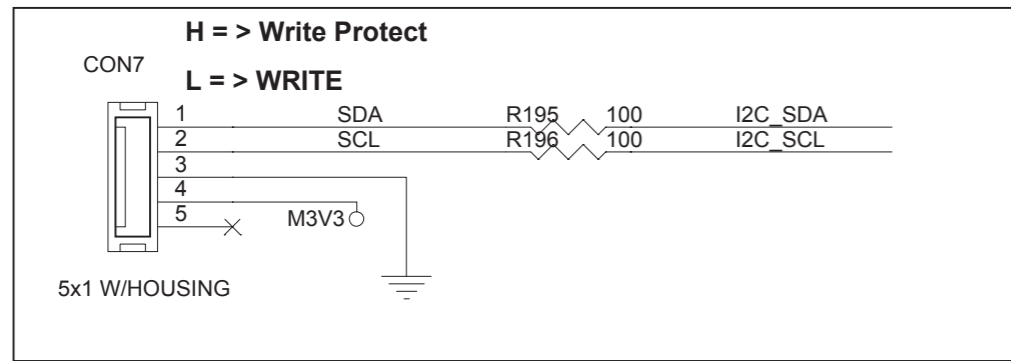 H = > Write Protect
CON7
L = > WRITE
1 SDA R195 100 I2C_SDA
2 SCL R196 100 I2C_SCL
3
4
5 M3V3
5x1 W/HOUSING